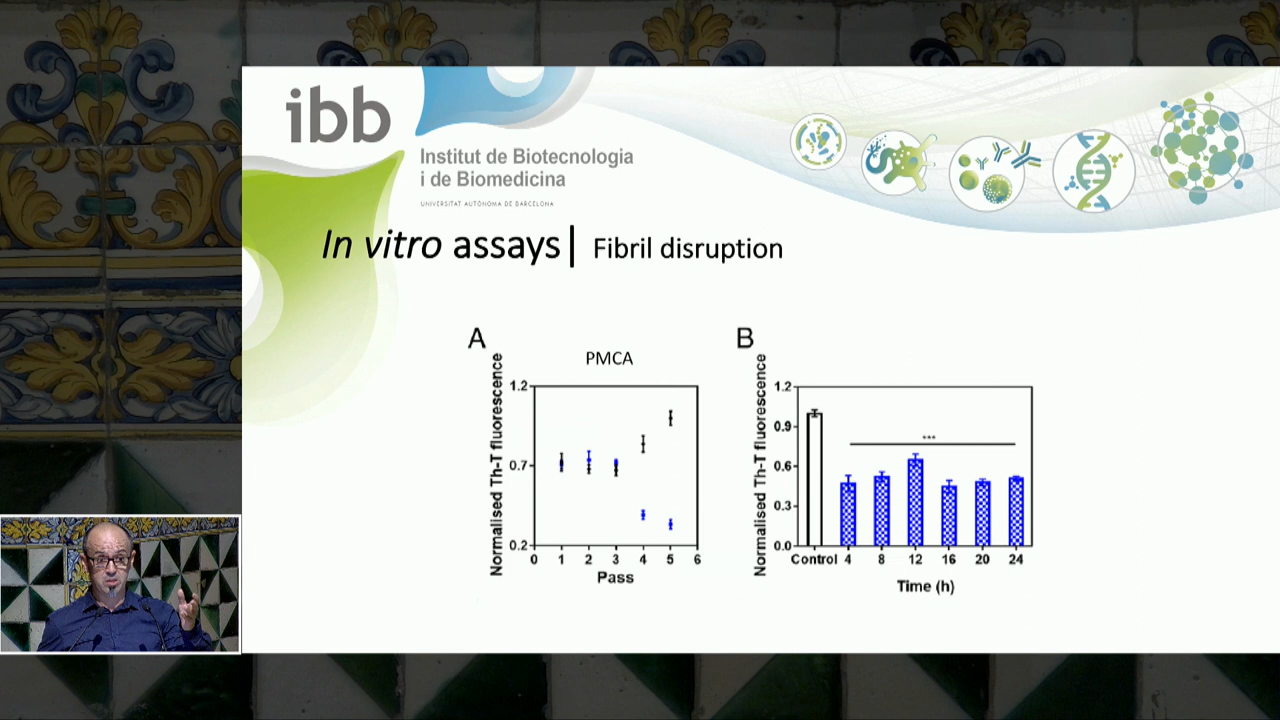 ibb
Institut de Biotecnologia
i de Biomedicina
UNIVERSITAT AUTÒNOMA DE BARCELONA
In vitro assays| Fibril disruption
A
PMCA
Normalised Th-T fluorescence
1.2
0.7
0.2
0 1 2 3 4 5 6
Pass
B
Normalised Th-T fluorescence
1.2
0.9
0.6
0.3
0.0
***
Control 4 8 12 16 20 24
Time (h)